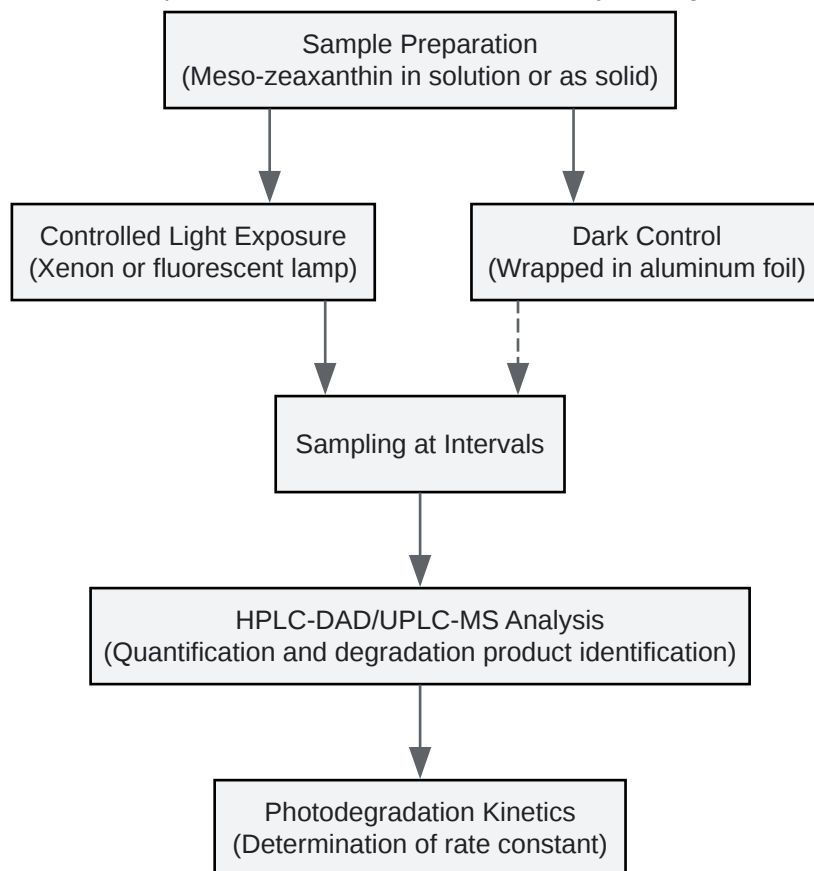 Sample Preparation
(Meso-zeaxanthin in solution or as solid)
Controlled Light Exposure
(Xenon or fluorescent lamp)
Dark Control
(Wrapped in aluminum foil)
Sampling at Intervals
HPLC-DAD/UPLC-MS Analysis
(Quantification and degradation product identification)
Photodegradation Kinetics
(Determination of rate constant)